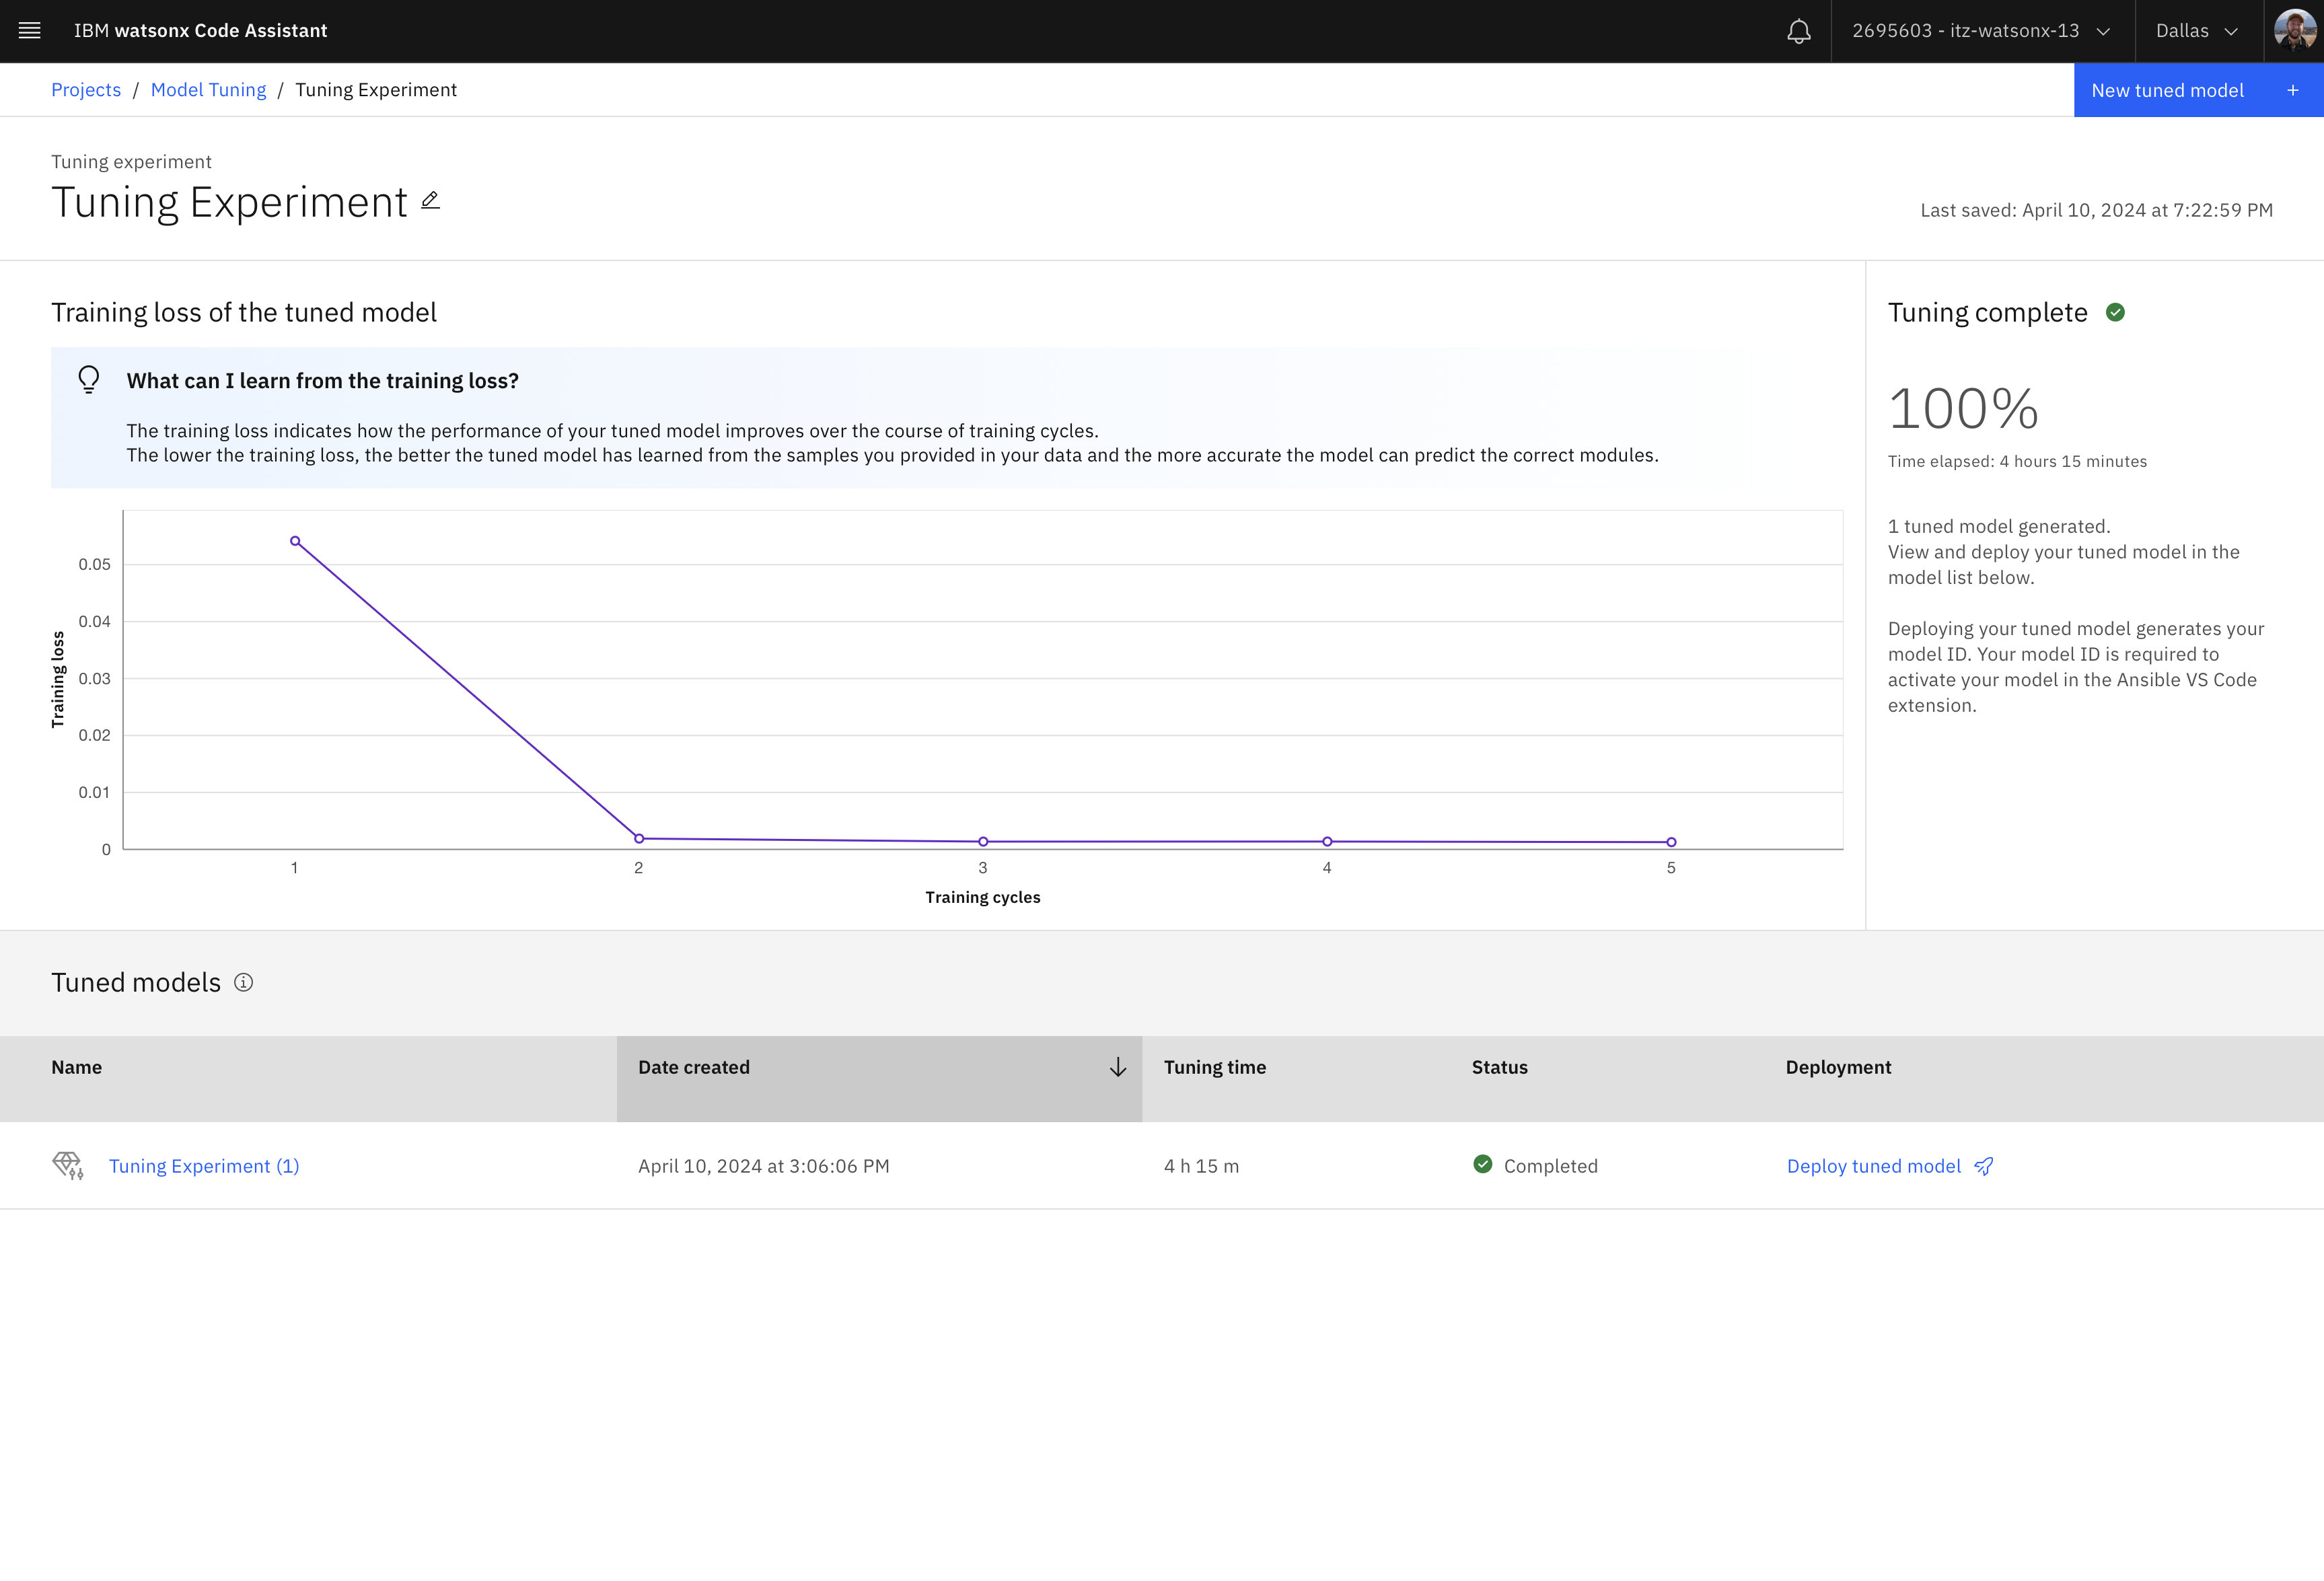 IBM watsonx Code Assistant
2695603 - itz-watsonx-13
Dallas
Projects / Model Tuning / Tuning Experiment
New tuned model +
Tuning experiment
Tuning Experiment
Last saved: April 10, 2024 at 7:22:59 PM
Training loss of the tuned model
What can I learn from the training loss?
The training loss indicates how the performance of your tuned model improves over the course of training cycles.
The lower the training loss, the better the tuned model has learned from the samples you provided in your data and the more accurate the model can predict the correct modules.
Training loss
0.05
0.04
0.03
0.02
0.01
0
1 2 3 4 5
Training cycles
Tuning complete
100%
Time elapsed: 4 hours 15 minutes
1 tuned model generated.
View and deploy your tuned model in the
model list below.
Deploying your tuned model generates your
model ID. Your model ID is required to
activate your model in the Ansible VS Code
extension.
Tuned models
Name Date created Tuning time Status Deployment
Tuning Experiment (1) April 10, 2024 at 3:06:06 PM 4 h 15 m Completed Deploy tuned model